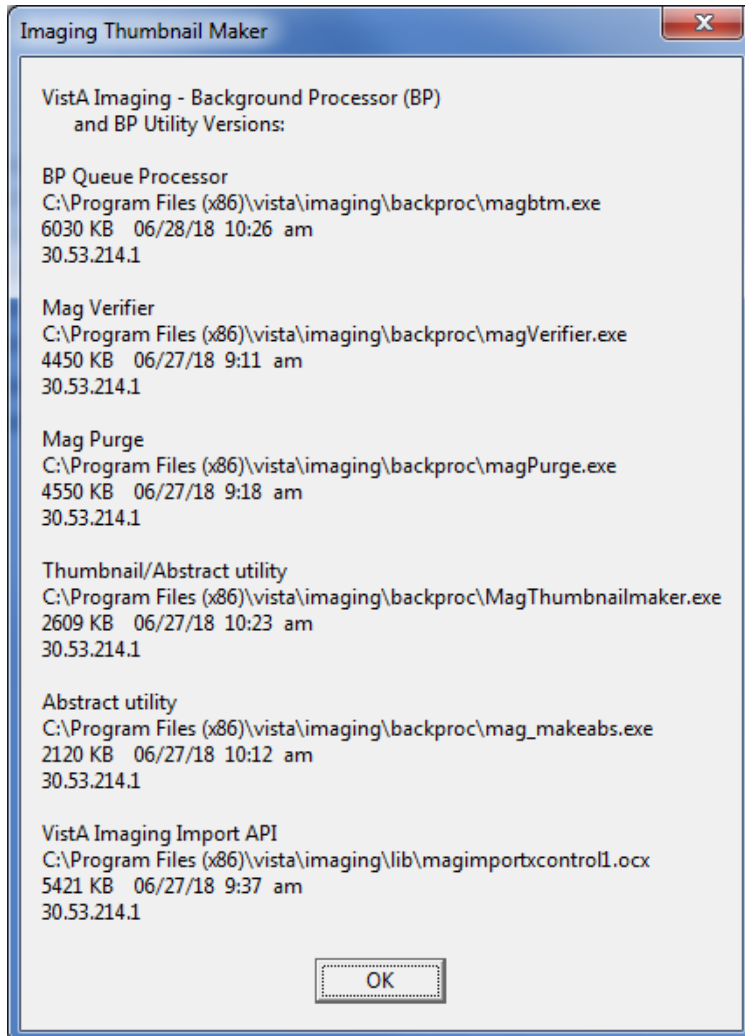 Imaging Thumbnail Maker
VistA Imaging - Background Processor (BP)
and BP Utility Versions:
BP Queue Processor
C:\Program Files (x86)\vista\imaging\backproc\magbtm.exe
6030 KB 06/28/18 10:26 am
30.53.214.1
Mag Verifier
C:\Program Files (x86)\vista\imaging\backproc\magVerifier.exe
4450 KB 06/27/18 9:11 am
30.53.214.1
Mag Purge
C:\Program Files (x86)\vista\imaging\backproc\magPurge.exe
4550 KB 06/27/18 9:18 am
30.53.214.1
Thumbnail/Abstract utility
C:\Program Files (x86)\vista\imaging\backproc\MagThumbnailmaker.exe
2609 KB 06/27/18 10:23 am
30.53.214.1
Abstract utility
C:\Program Files (x86)\vista\imaging\backproc\mag_makeabs.exe
2120 KB 06/27/18 10:12 am
30.53.214.1
VistA Imaging Import API
C:\Program Files (x86)\vista\imaging\lib\magimportxcontrol1.ocx
5421 KB 06/27/18 9:37 am
30.53.214.1
OK